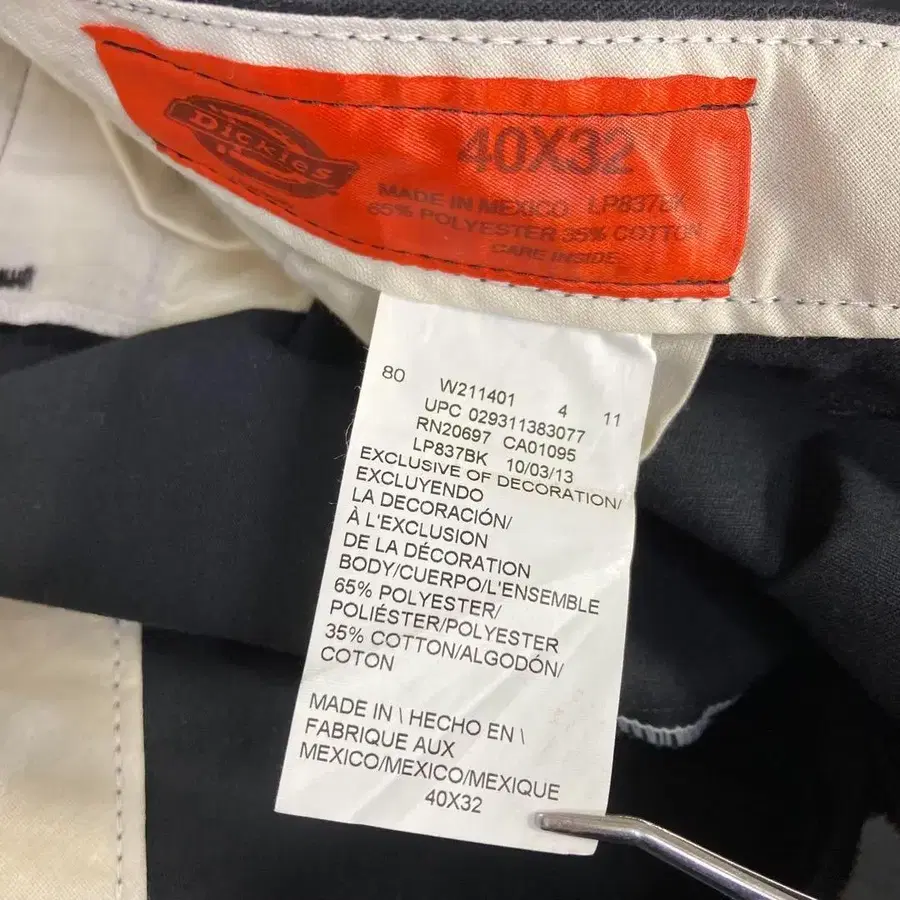 Dickies
40X32
MADE IN MEXICO LP837BK
65% POLYESTER 35% COTTON
CARE INSIDE
80 W211401 4 11
UPC 029311383077
RN20697 CA01095
LP837BK 10/03/13
EXCLUSIVE OF DECORATION/
EXCLUYENDO
LA DECORACIÓN/
À L'EXCLUSION
DE LA DÉCORATION
BODY/CUERPO/L'ENSEMBLE
65% POLYESTER/
POLIÉSTER/POLYESTER
35% COTTON/ALGODÓN/
COTON
MADE IN \ HECHO EN \
FABRIQUE AUX
MEXICO/MEXICO/MEXIQUE
40X32